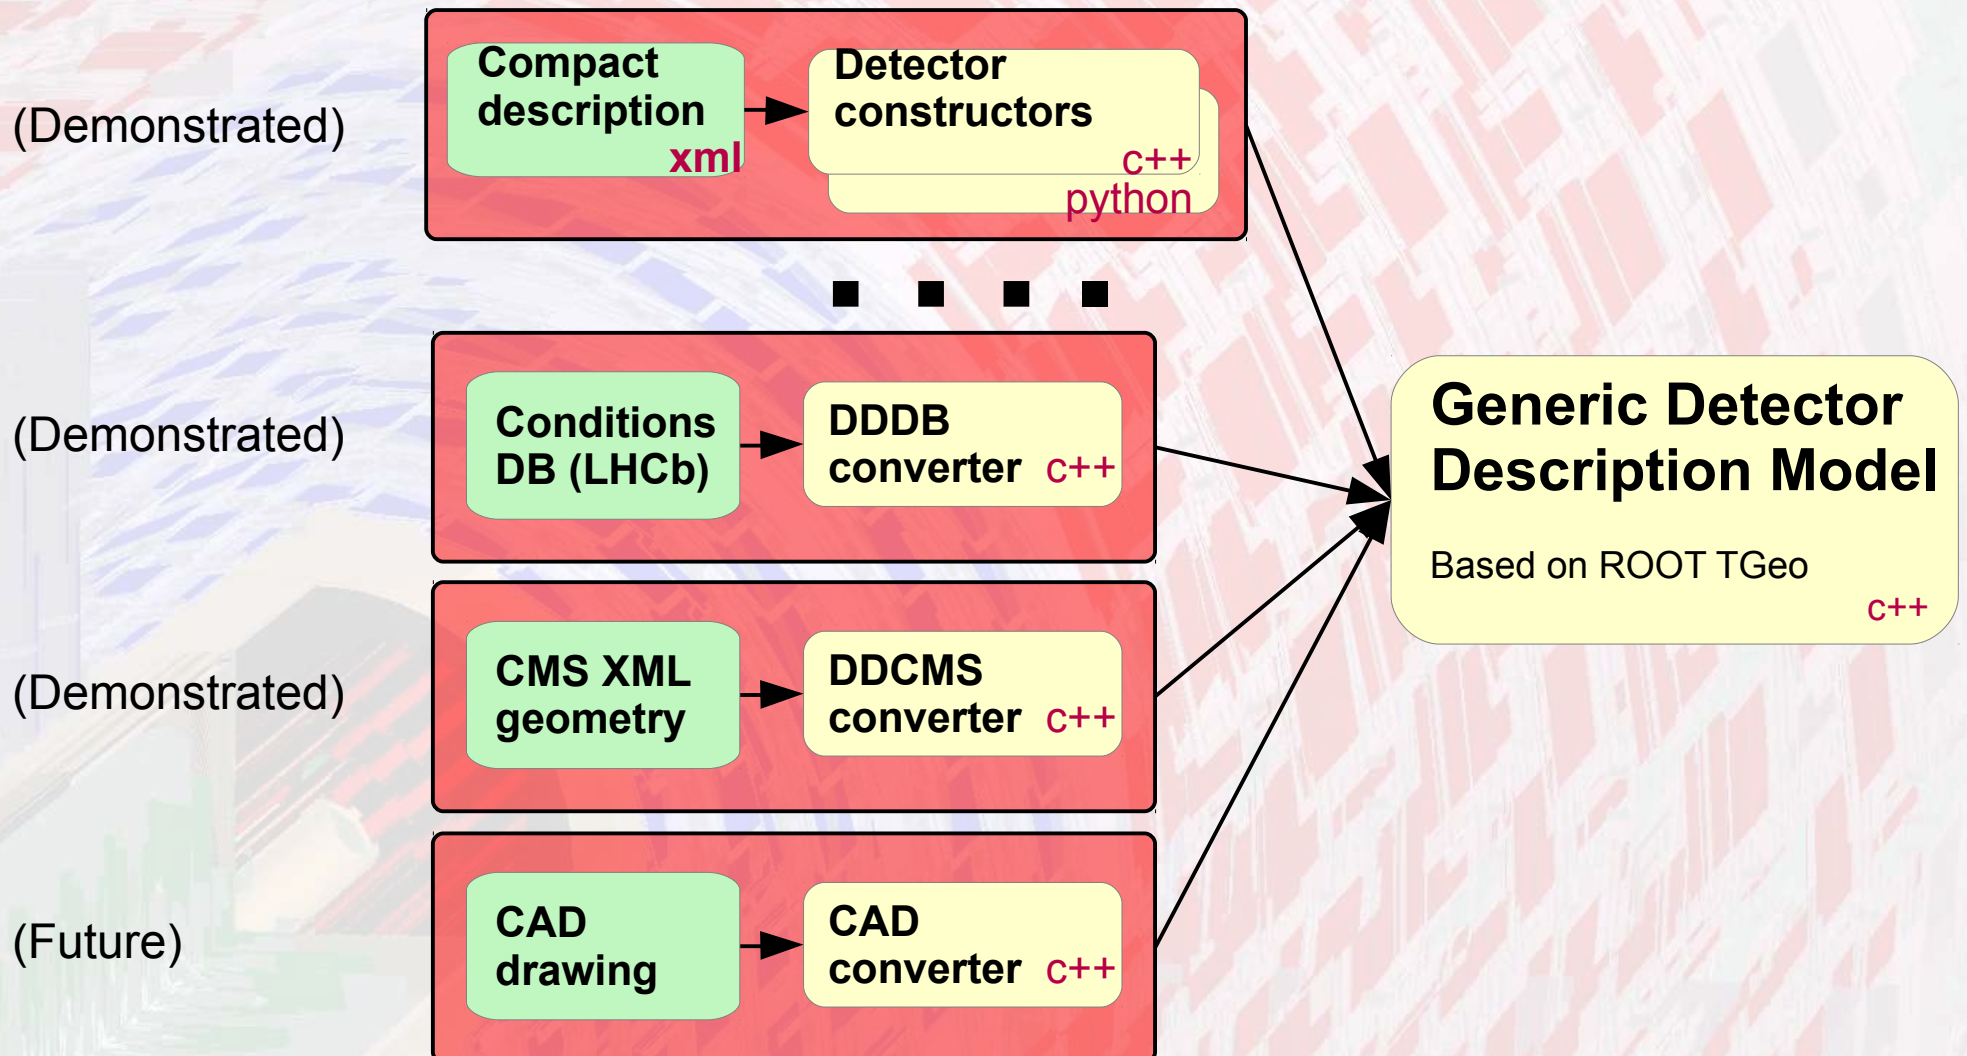 (Demonstrated)
Compact
description
xml
Detector
constructors
c++
python
(Demonstrated)
Conditions
DB (LHCb)
DDDB
converter c++
(Demonstrated)
CMS XML
geometry
DDCMS
converter c++
(Future)
CAD
drawing
CAD
converter c++
Generic Detector
Description Model
Based on ROOT TGeo
c++